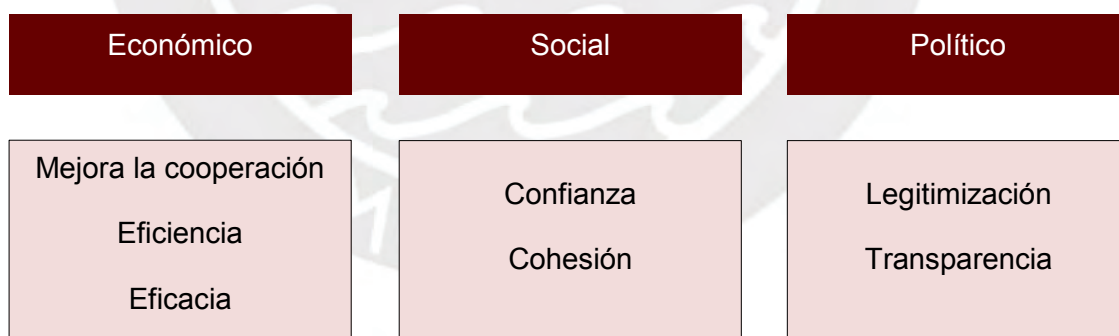 Económico
Social
Político
Mejora la cooperación
Eficiencia
Eficacia
Confianza
Cohesión
Legitimización
Transparencia